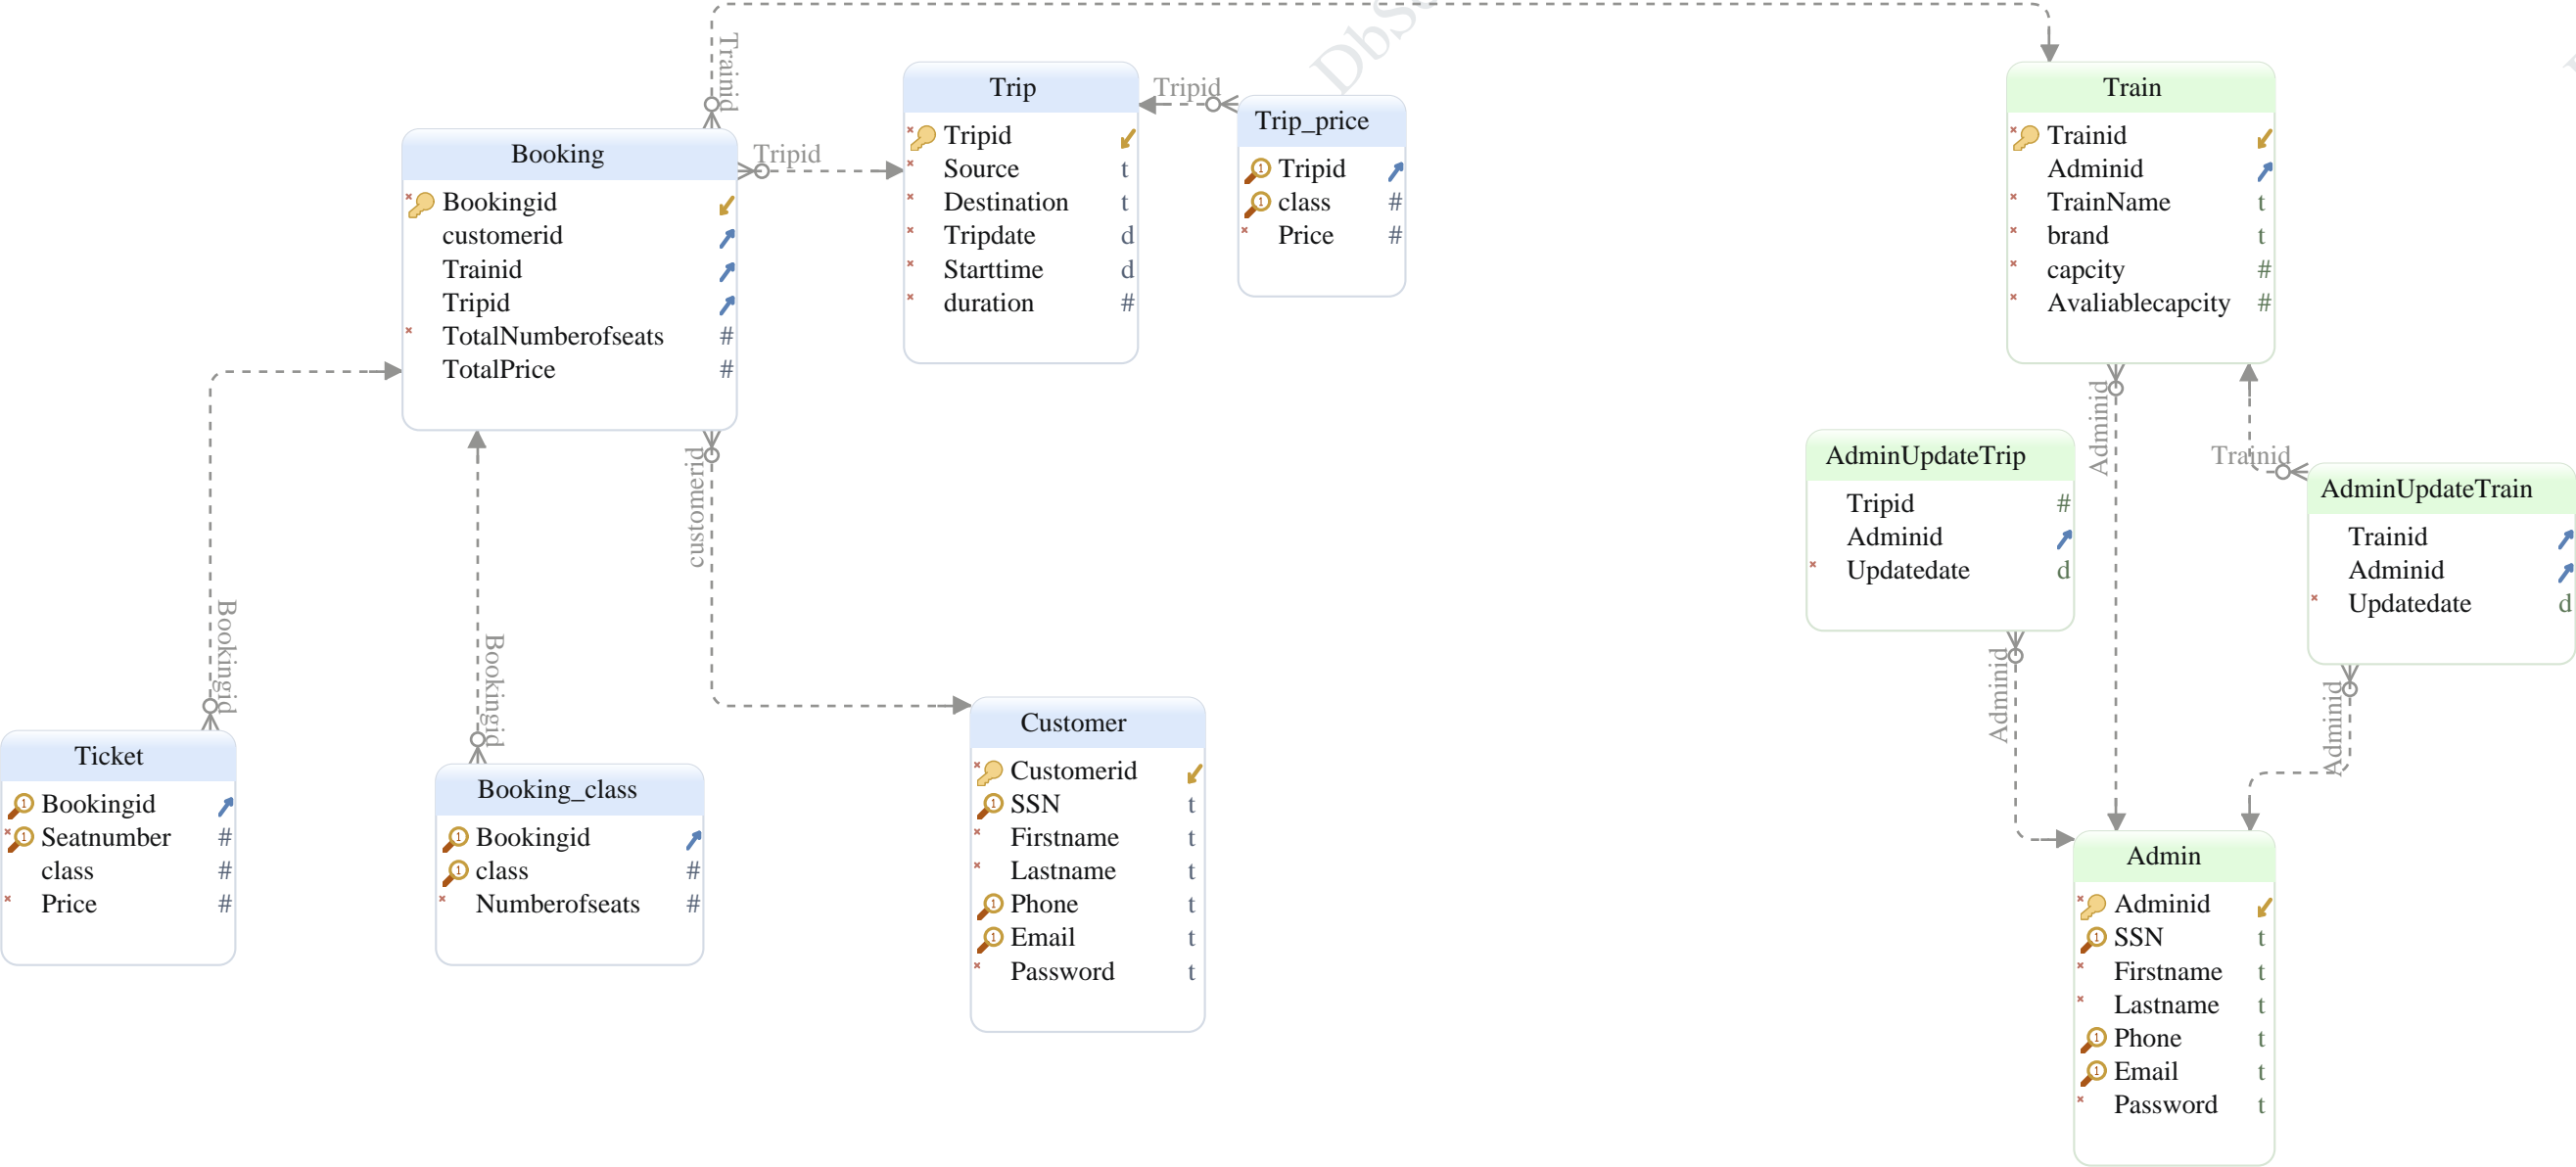 Trainid
DbSc
Trip
Tripid
Source t
Destination t
Tripdate d
Starttime d
duration #
Tripid
Trip_price
Tripid
class #
Price #
Train
Trainid
Adminid
TrainName t
brand t
capcity #
Avaliablecapcity #
Booking
Bookingid
customerid
Trainid
Tripid
TotalNumberofseats #
TotalPrice #
Tripid
customerid
Bookingid
Bookingid
Adminid
Trainid
AdminUpdateTrip
Tripid #
Adminid
Updatedate d
AdminUpdateTrain
Trainid
Adminid
Updatedate d
Adminid
Adminid
Ticket
Bookingid
Seatnumber #
class #
Price #
Booking_class
Bookingid
class #
Numberofseats #
Customer
Customerid
SSN t
Firstname t
Lastname t
Phone t
Email t
Password t
Admin
Adminid
SSN t
Firstname t
Lastname t
Phone t
Email t
Password t